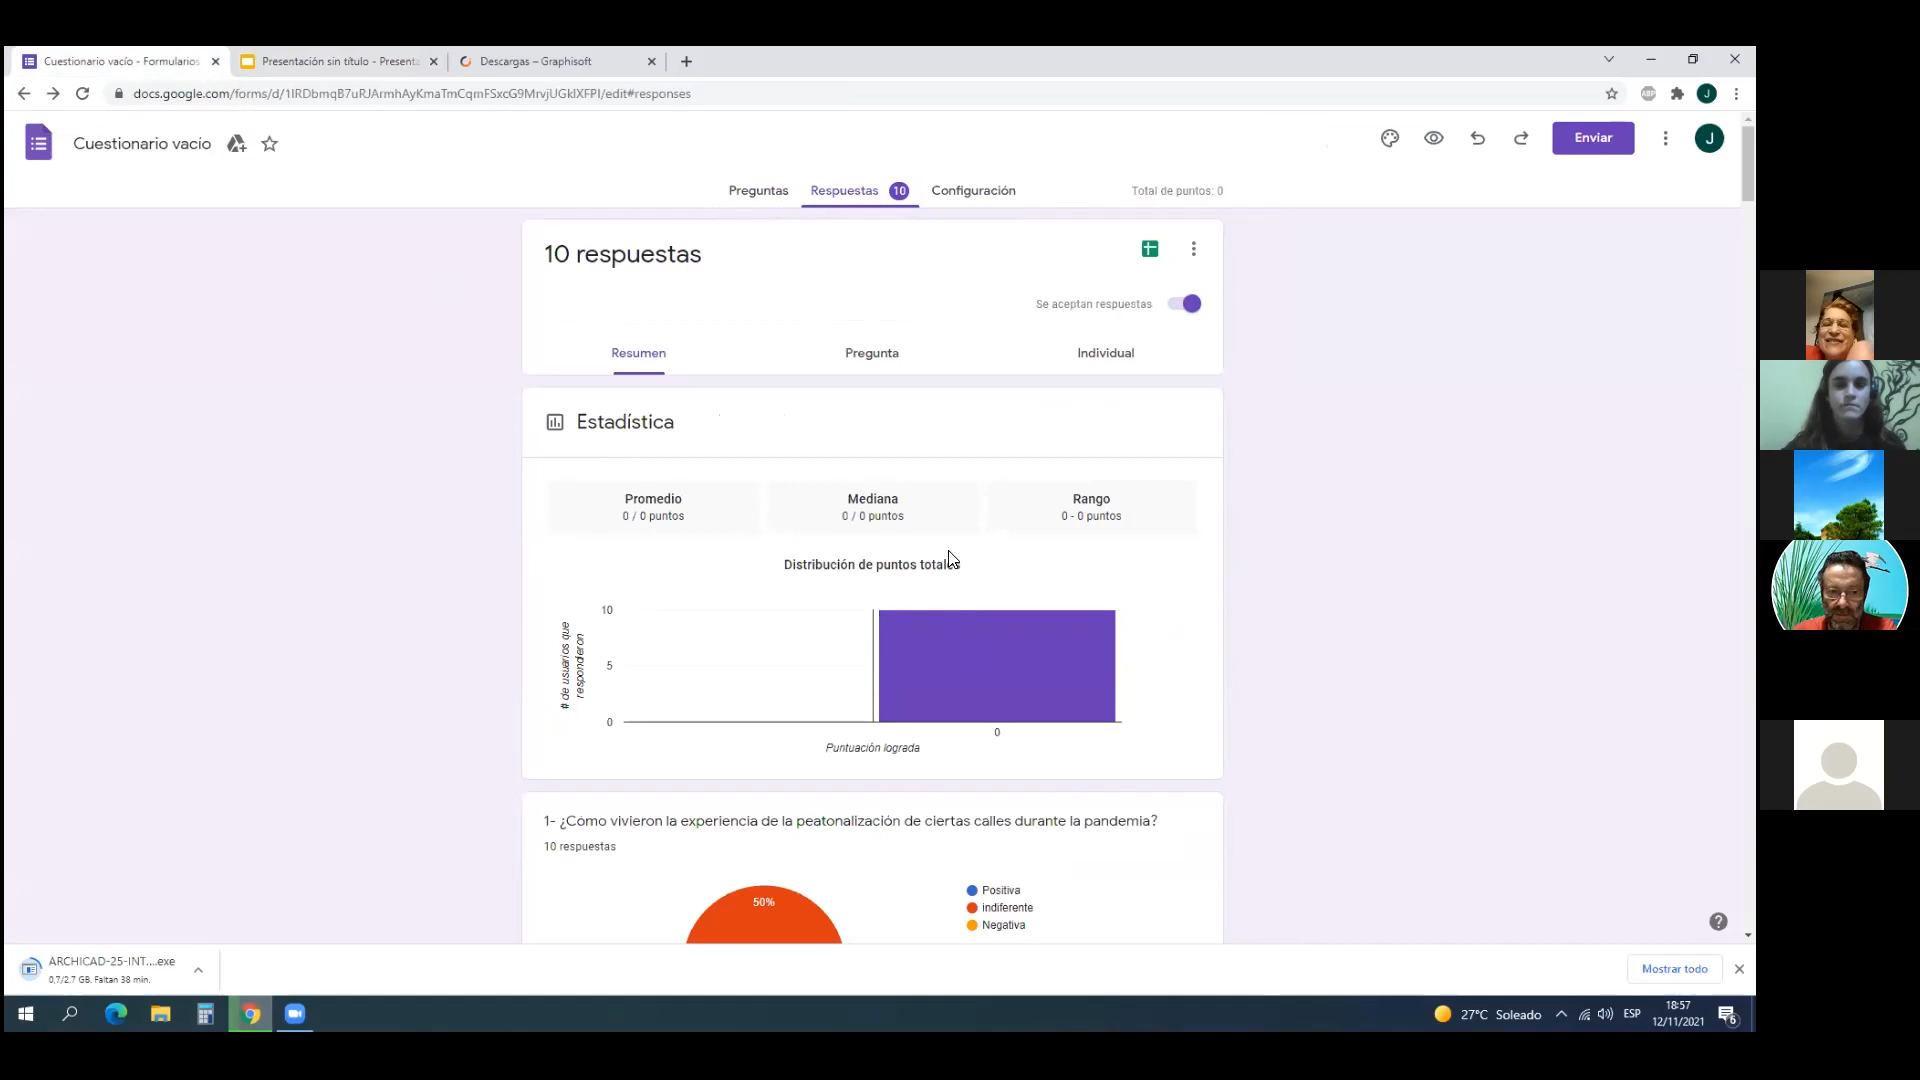 Cuestionario vacío - Formularios
Presentación sin título - Present
Descargas – Graphisoft
docs.google.com/forms/d/1IRDbmqB7uRJArmhAyKmaTmCqmFSxcG9MrvjUGkIXFPI/edit#responses
ABP
J
Cuestionario vacío
Enviar
J
Preguntas
Respuestas 10
Configuración
Total de puntos: 0
10 respuestas
Se aceptan respuestas
Resumen
Pregunta
Individual
Estadística
Promedio
0 / 0 puntos
Mediana
0 / 0 puntos
Rango
0 - 0 puntos
Distribución de puntos totales
10
5
0
# de usuarios que
respondieron
0
Puntuación lograda
1- ¿Cómo vivieron la experiencia de la peatonalización de ciertas calles durante la pandemia?
10 respuestas
50%
Positiva
indiferente
Negativa
ARCHICAD-25-INT....exe
0,7/2,7 GB. Faltan 38 min.
Mostrar todo
27°C Soleado
ESP
18:57
12/11/2021
6